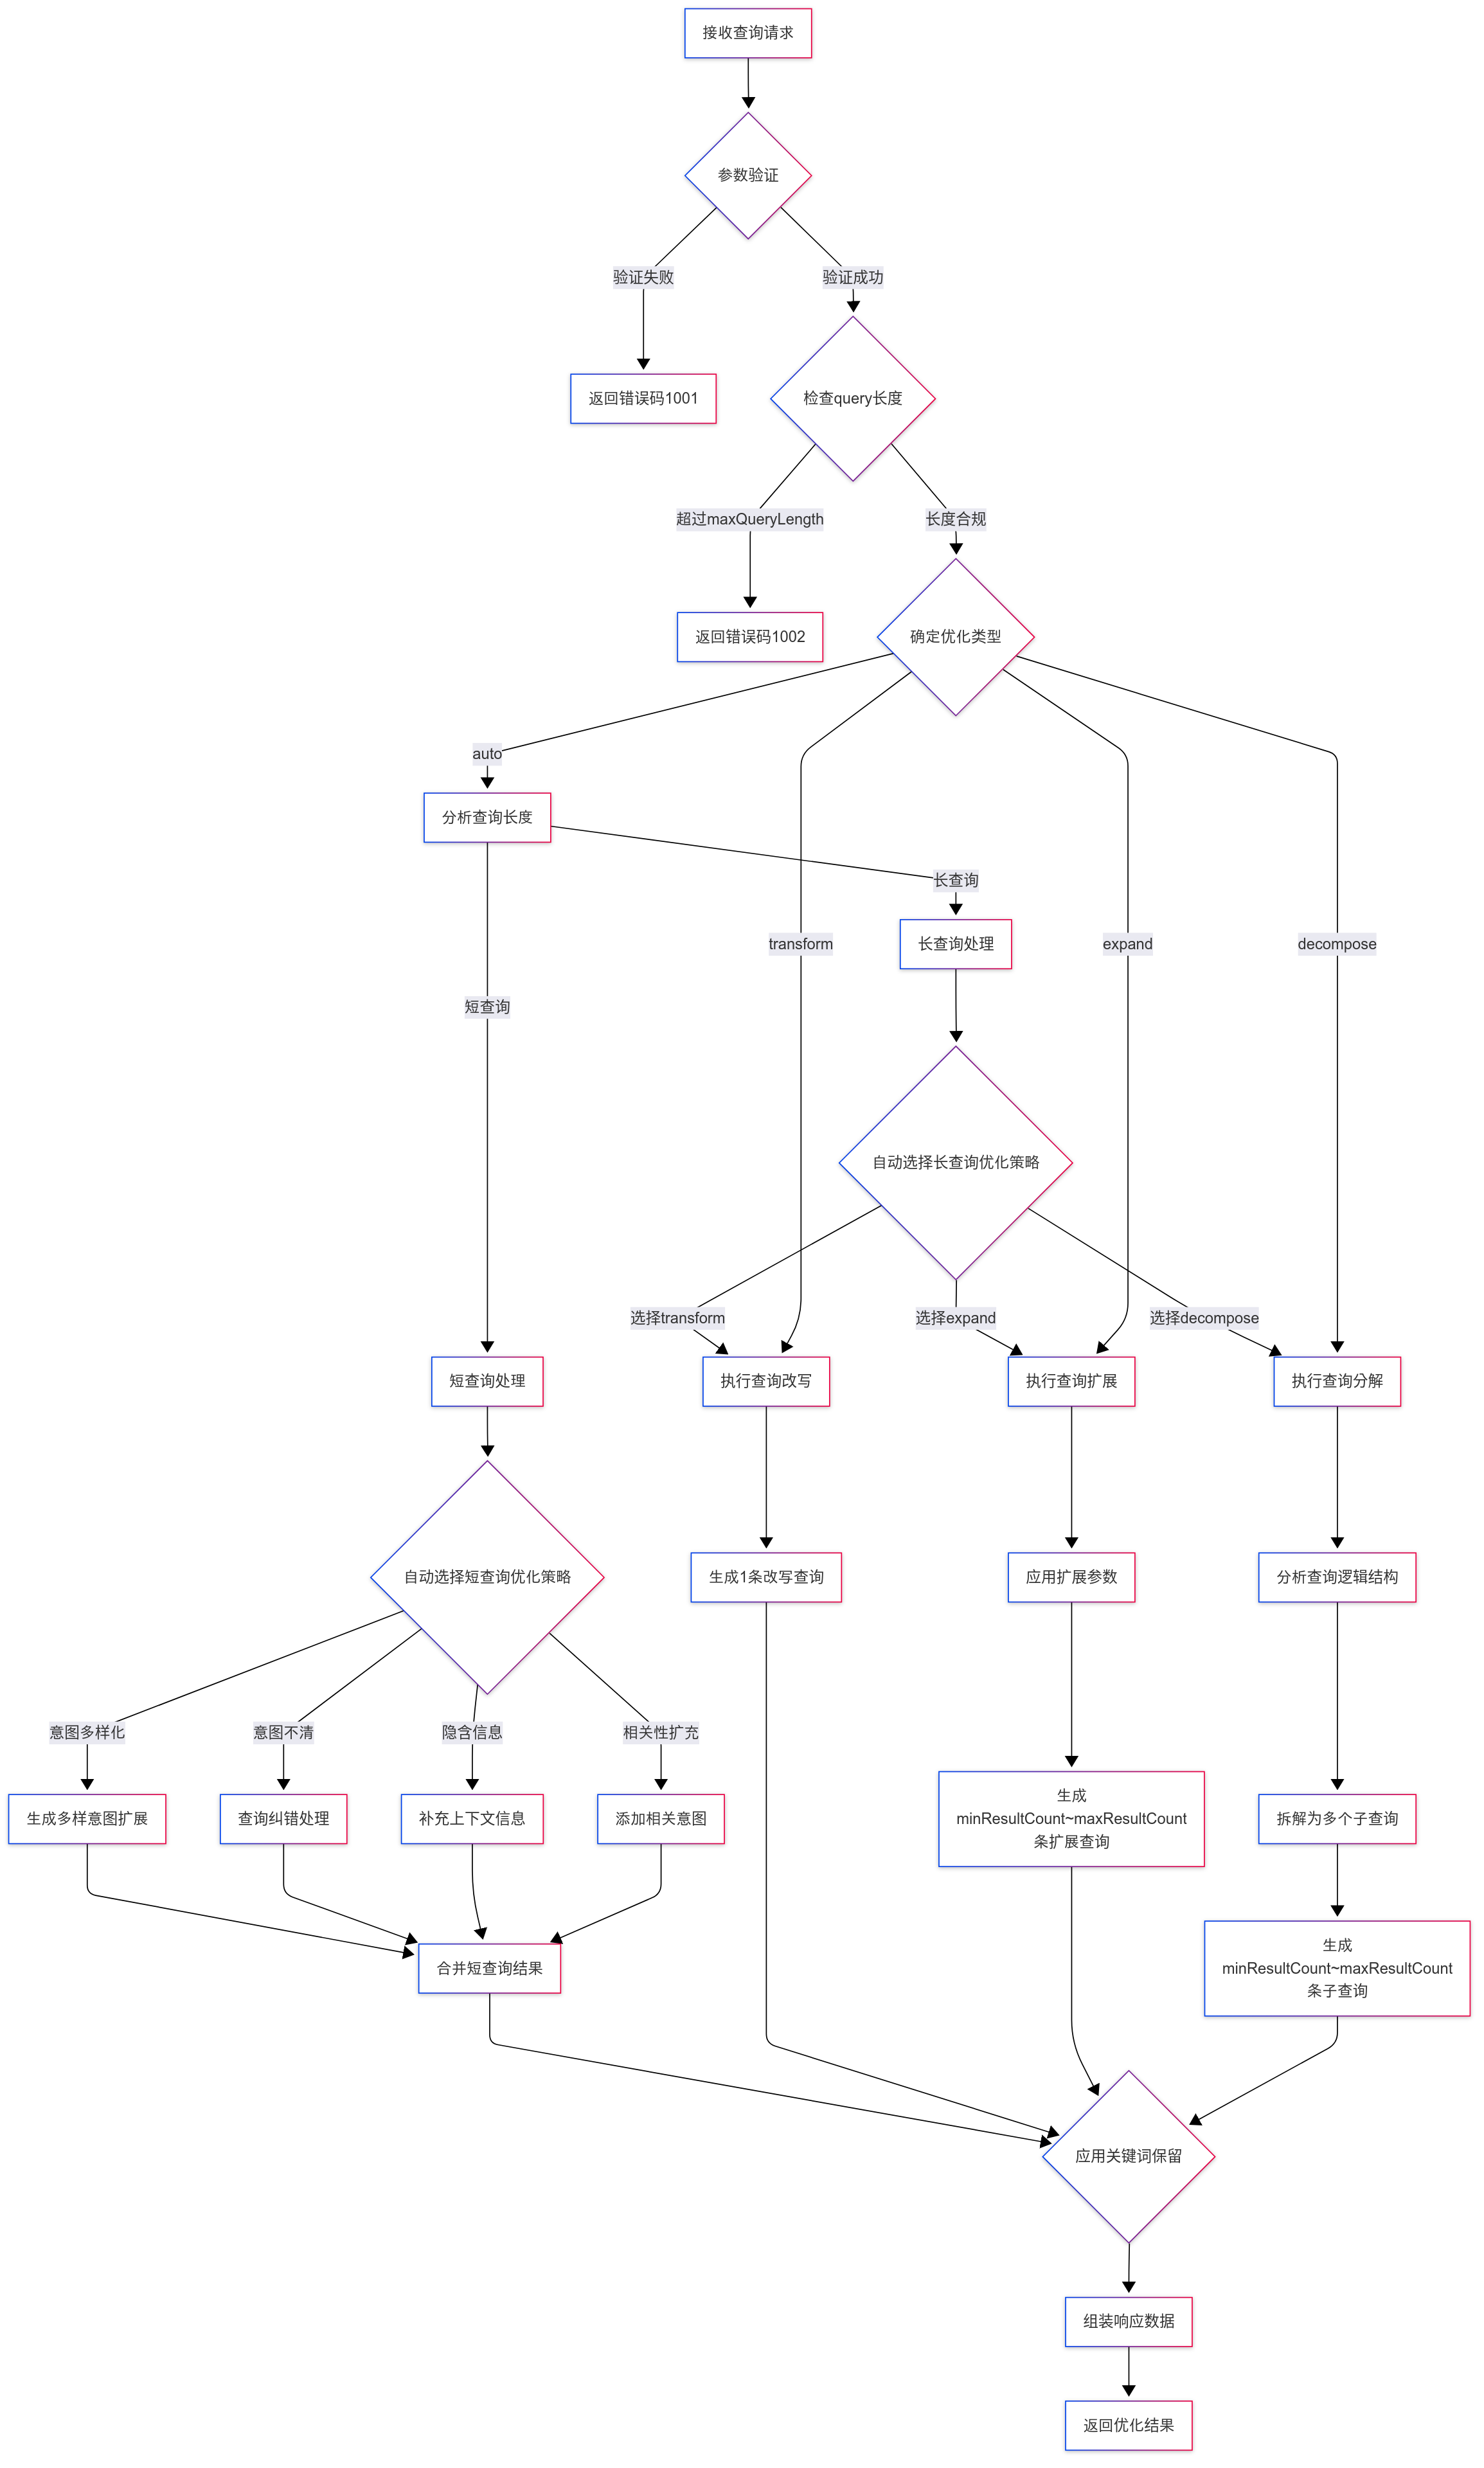 接收查询请求
参数验证
验证失败
验证成功
返回错误码1001
检查query长度
超过maxQueryLength
长度合规
返回错误码1002
确定优化类型
auto
分析查询长度
长查询
transform
长查询处理
expand
decompose
短查询
自动选择长查询优化策略
选择transform
选择expand
选择decompose
短查询处理
执行查询改写
执行查询扩展
执行查询分解
自动选择短查询优化策略
生成1条改写查询
应用扩展参数
分析查询逻辑结构
意图多样化
意图不清
隐含信息
相关性扩充
生成多样意图扩展
查询纠错处理
补充上下文信息
添加相关意图
生成
minResultCount~maxResultCount
条扩展查询
拆解为多个子查询
合并短查询结果
生成
minResultCount~maxResultCount
条子查询
应用关键词保留
组装响应数据
返回优化结果